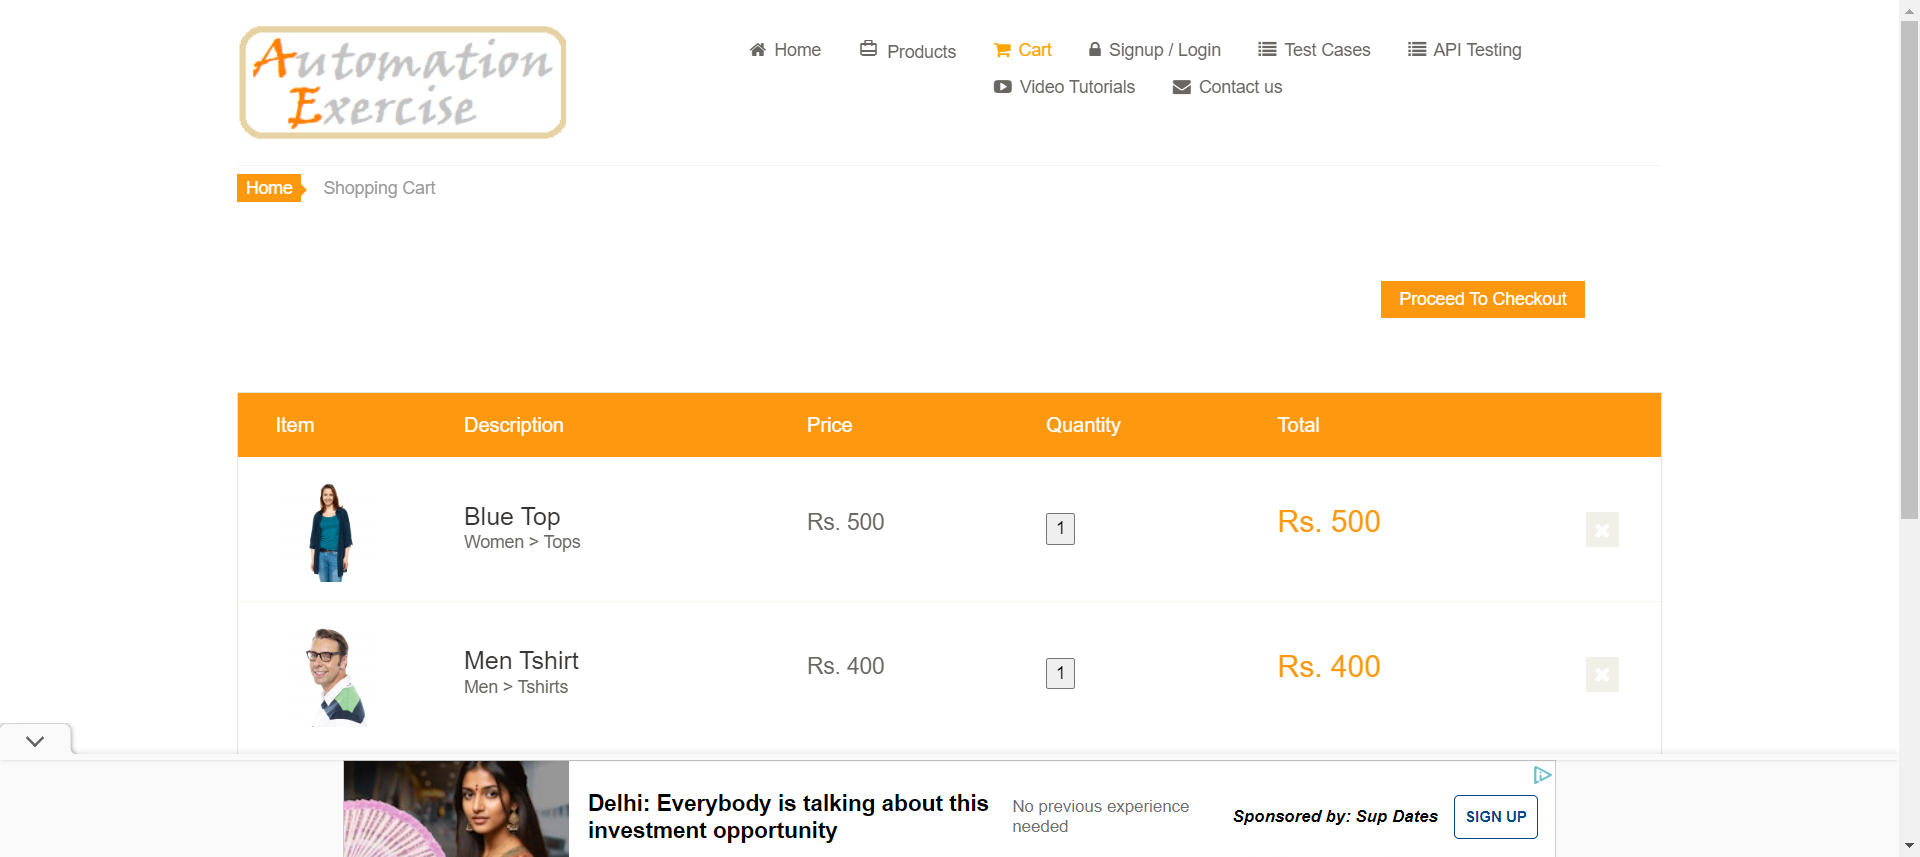 Automation
Exercise
Home
Products
Cart
Signup / Login
Test Cases
API Testing
Video Tutorials
Contact us
Home
Shopping Cart
Proceed To Checkout
Item Description Price Quantity Total
Blue Top
Women > Tops
Rs. 500
1
Rs. 500
Men Tshirt
Men > Tshirts
Rs. 400
1
Rs. 400
Delhi: Everybody is talking about this
investment opportunity
No previous experience
needed
Sponsored by: Sup Dates
SIGN UP